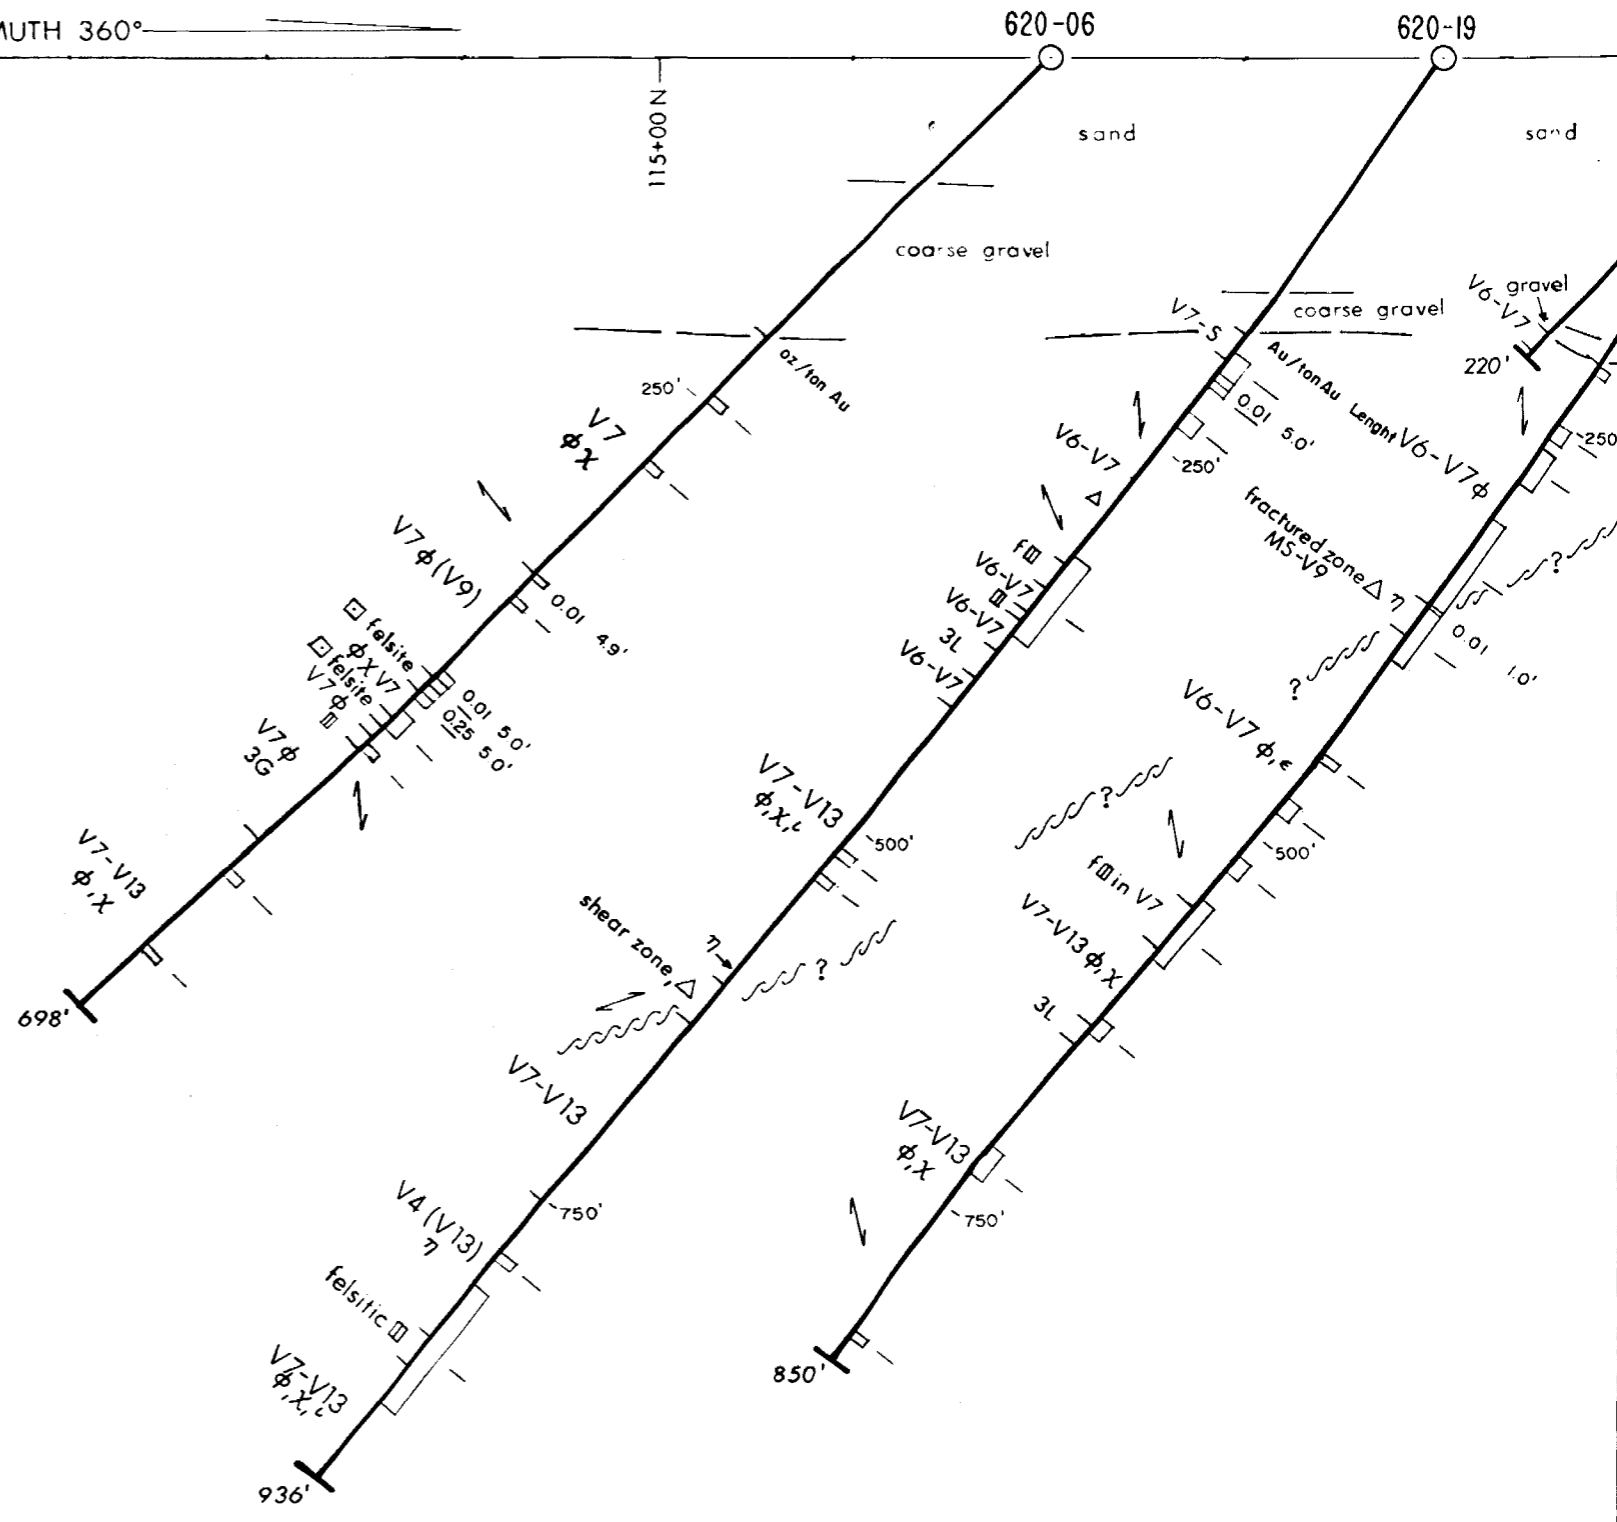 MUTH 360°
620-06
620-19
115+00 N
sand
sand
coarse gravel
coarse gravel
gravel
V6-V7
220'
V7-S
oz/ton Au
Au/tonAu Lenght
250'
V7
φ χ
0.01 5.0'
250'
V6-V7
Δ
V6-V7 φ
250
fractured zone Δ η
M5-V9
?
0.01 1.0'
?
V7 φ (V9)
0.01 4.9'
f
V6-V7
V6-V7
3L
V6-V7
felsite
φ χ V7
felsite
V7 φ
0.01 5.0'
0.25 5.0'
V7 φ
3G
V6-V7 φ, ε
V7-V13
φ, χ, ι
500'
?
500'
V7-V13
φ, χ
f in V7
V7-V13 φ, χ
shear zone, Δ
η
?
3L
698'
V7-V13
V7-V13
φ, χ
750'
750'
V4 (V13)
η
felsitic
V7-V13
φ, χ, ι
850'
936'